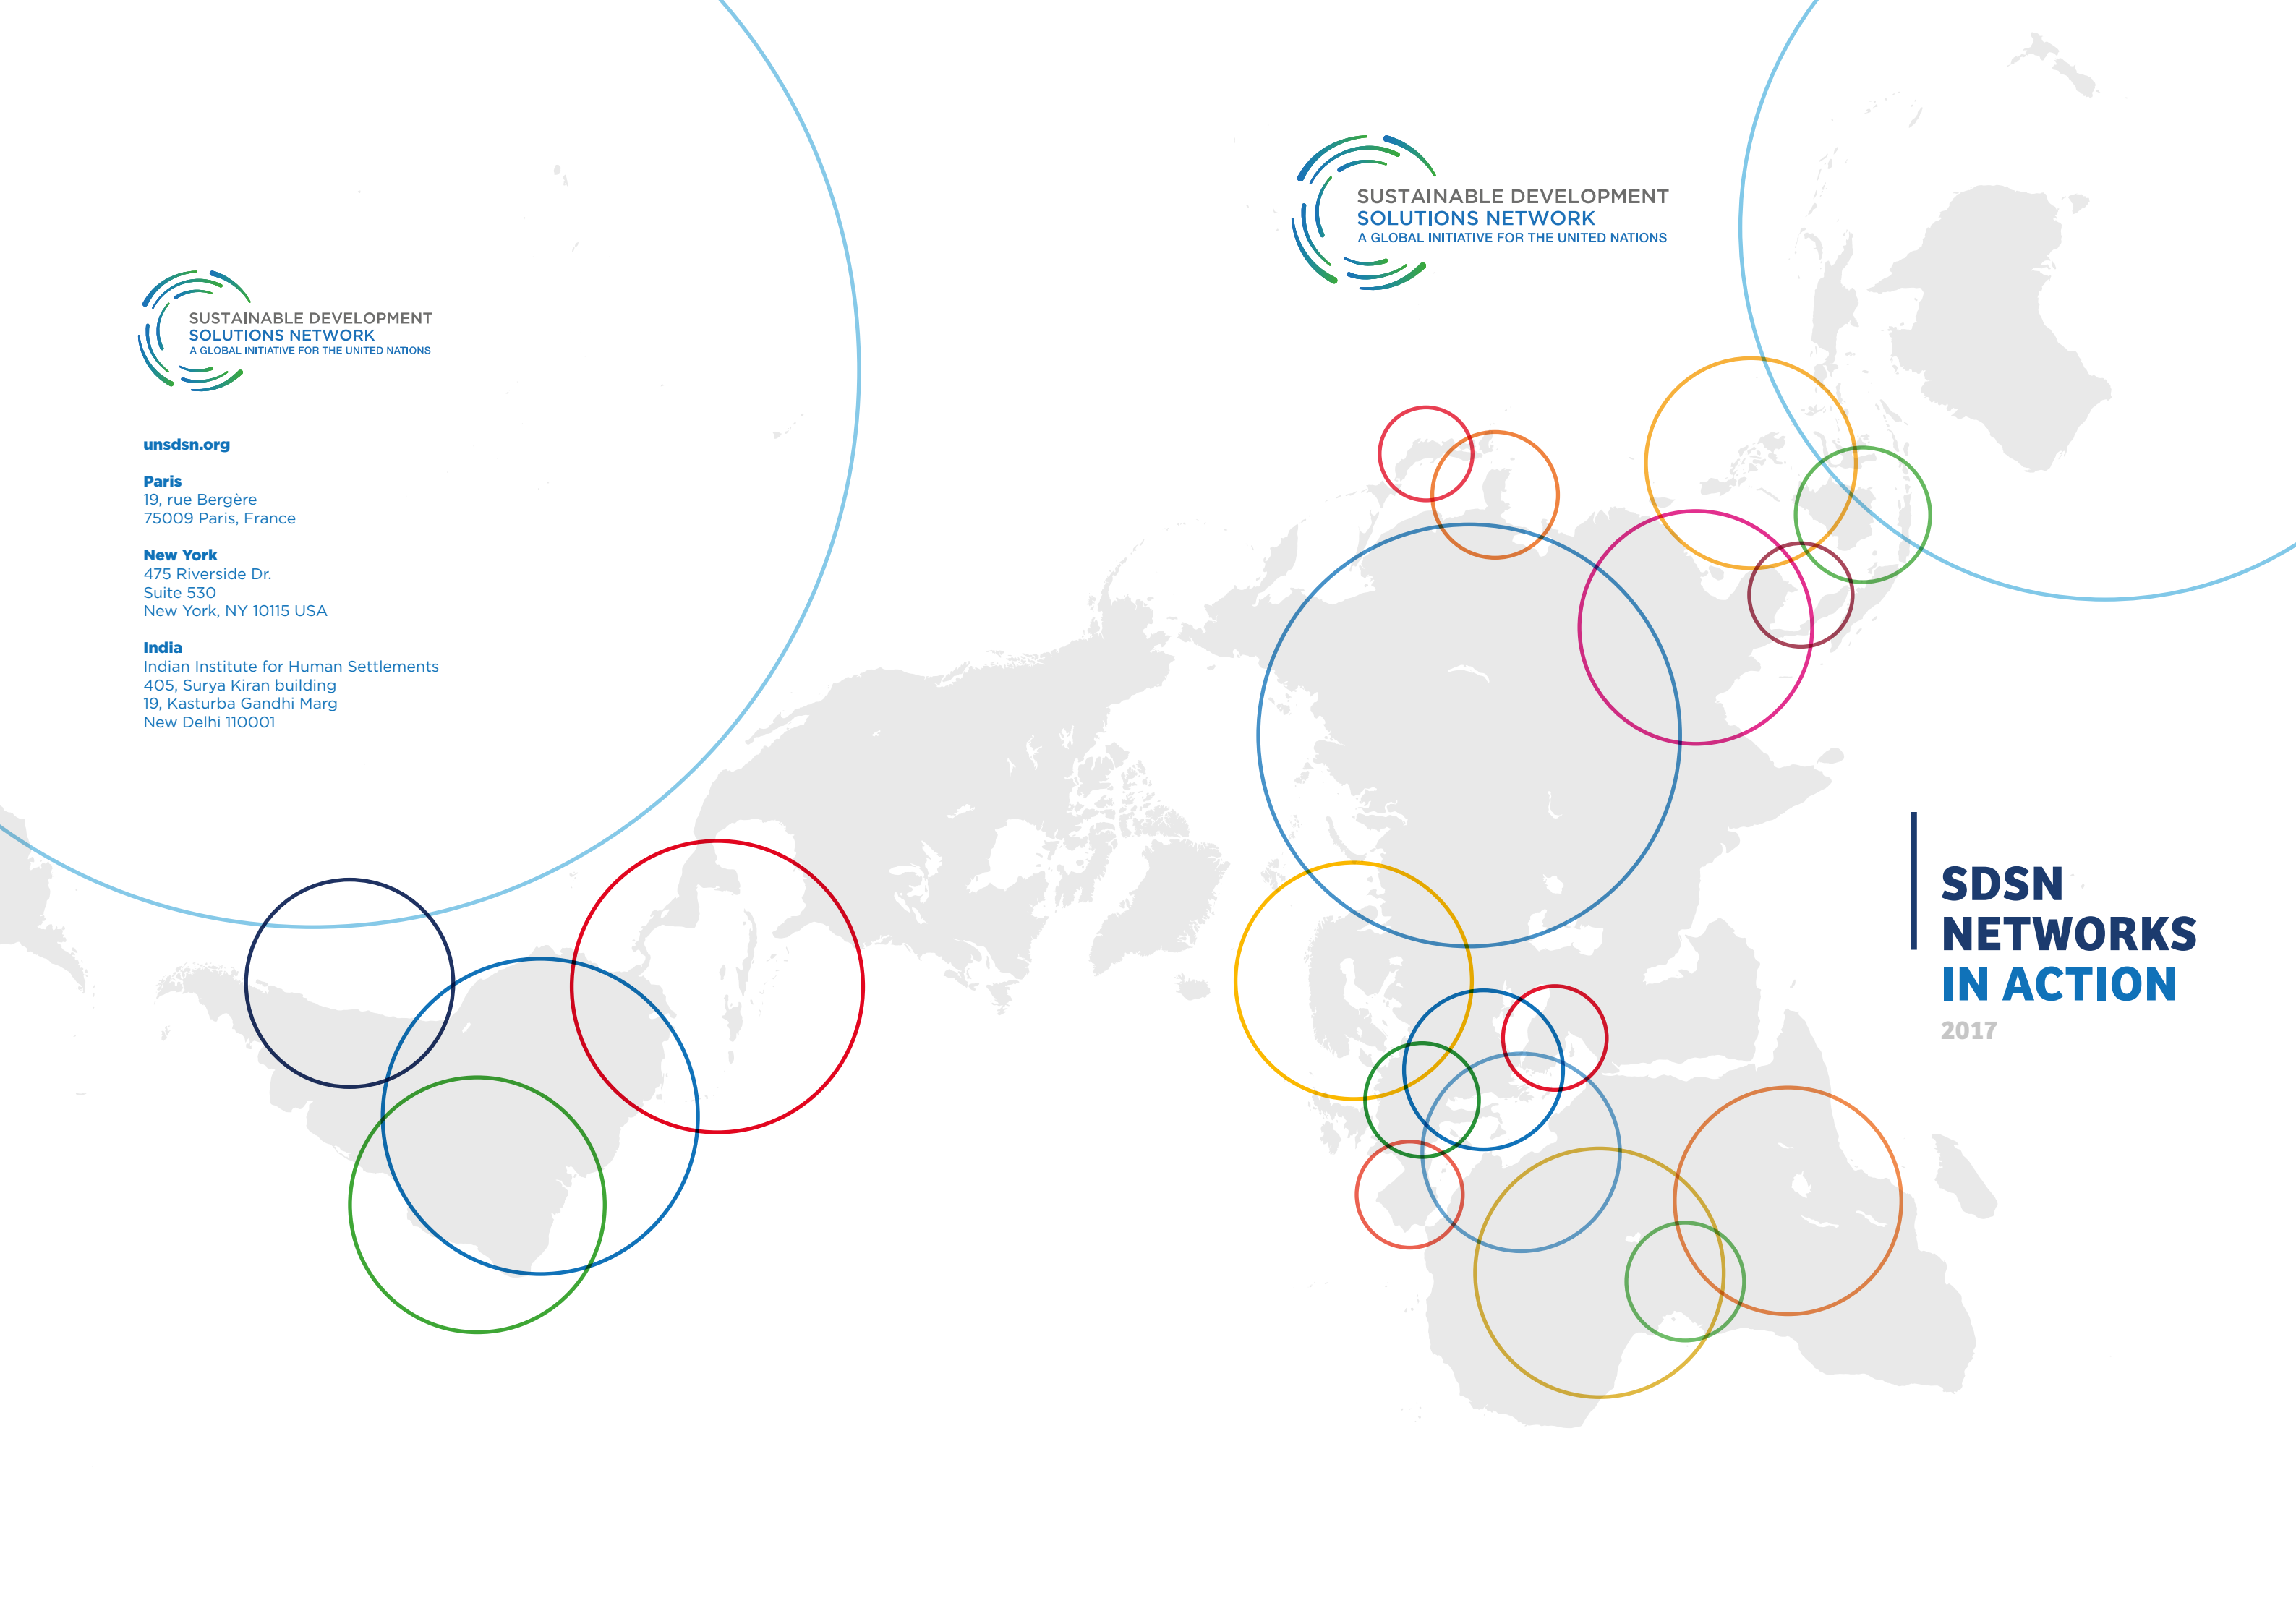 SUSTAINABLE DEVELOPMENT
SOLUTIONS NETWORK
A GLOBAL INITIATIVE FOR THE UNITED NATIONS
unsdsn.org
Paris
19, rue Bergère
75009 Paris, France
New York
475 Riverside Dr.
Suite 530
New York, NY 10115 USA
India
Indian Institute for Human Settlements
405, Surya Kiran building
19, Kasturba Gandhi Marg
New Delhi 110001
SUSTAINABLE DEVELOPMENT
SOLUTIONS NETWORK
A GLOBAL INITIATIVE FOR THE UNITED NATIONS
SDSN
NETWORKS
IN ACTION
2017